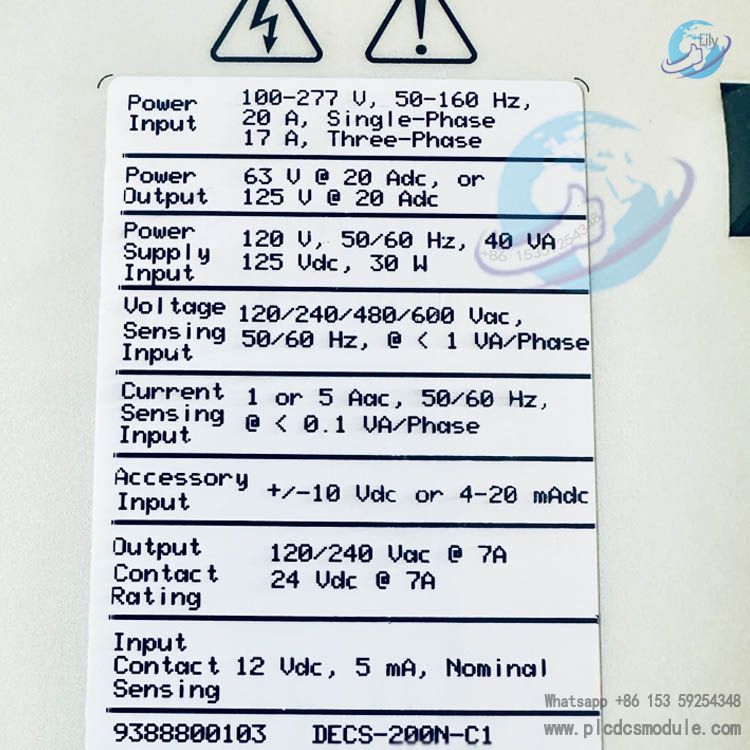 Eily
Power Input 100-277 V, 50-160 Hz,
20 A, Single-Phase
17 A, Three-Phase
Power Output 63 V @ 20 Adc, or
125 V @ 20 Adc
Power Supply Input 120 V, 50/60 Hz, 40 VA
125 Vdc, 30 W
+86 15359254348
Voltage Sensing Input 120/240/480/600 Vac,
50/60 Hz, @ < 1 VA/Phase
Current Sensing Input 1 or 5 Aac, 50/60 Hz,
@ < 0.1 VA/Phase
Accessory Input +/-10 Vdc or 4-20 mAdc
Output Contact Rating 120/240 Vac @ 7A
24 Vdc @ 7A
Input Contact Sensing 12 Vdc, 5 mA, Nominal
9388800103 DECS-200N-C1
Whatsapp +86 153 59254348
www.plcdcsmodule.com